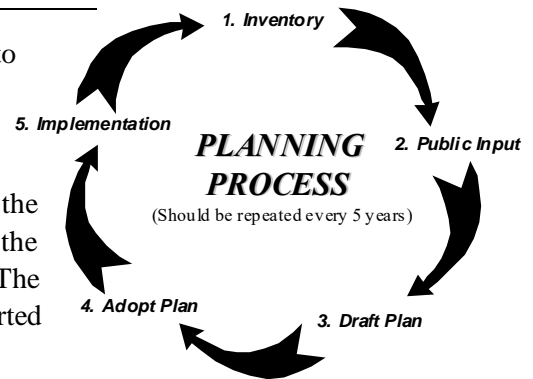 to
the
the
The
rted
1. Inventory
2. Public Input
3. Draft Plan
4. Adopt Plan
5. Implementation
PLANNING
PROCESS
(Should be repeated every 5 years)